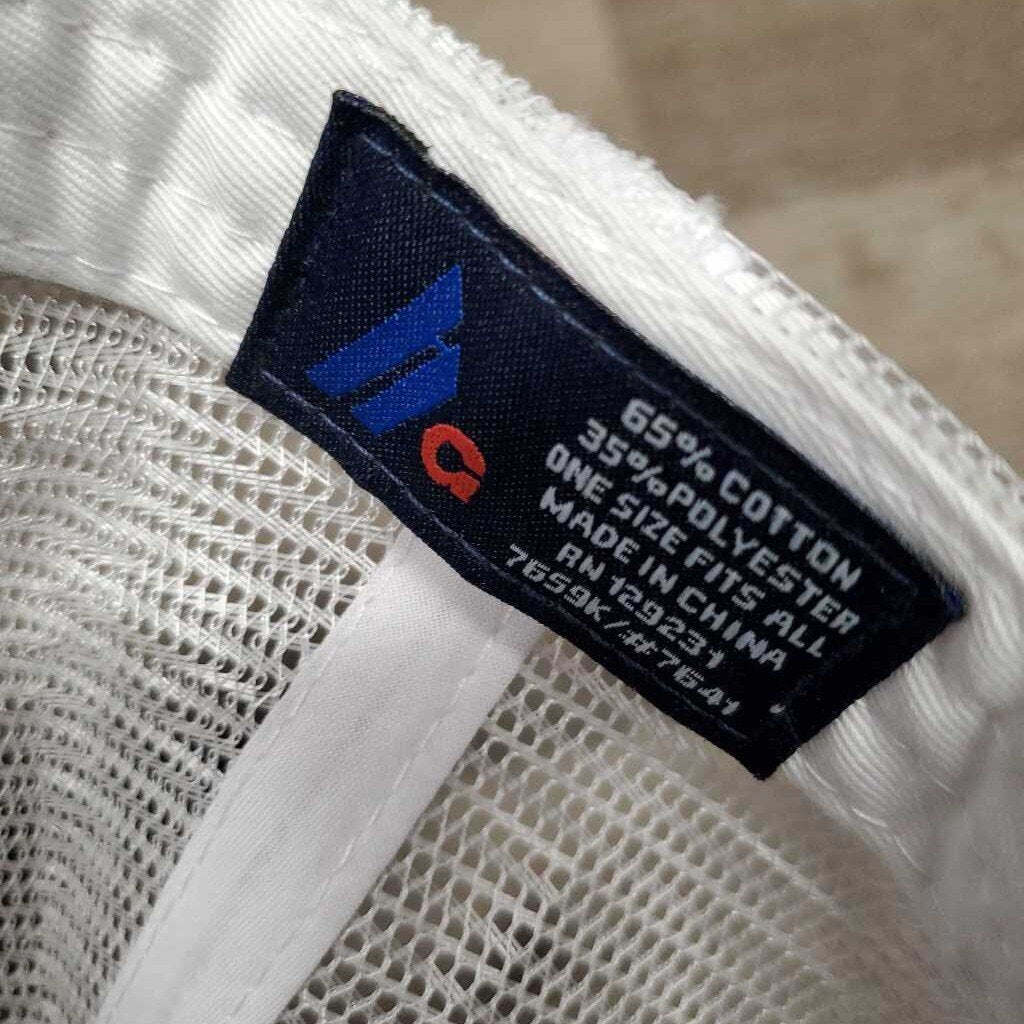 65% COTTON
35% POLYESTER
ONE SIZE FITS ALL
MADE IN CHINA
RN 129231
7659K/#7641